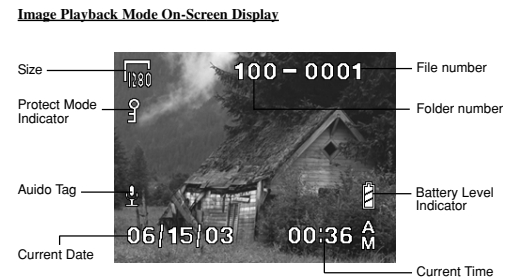 Image Playback Mode On-Screen Display
Size
1280
100-0001
File number
Folder number
Protect Mode
Indicator
Auido Tag
Battery Level
Indicator
06/15/03
00:36 AM
Current Date
Current Time